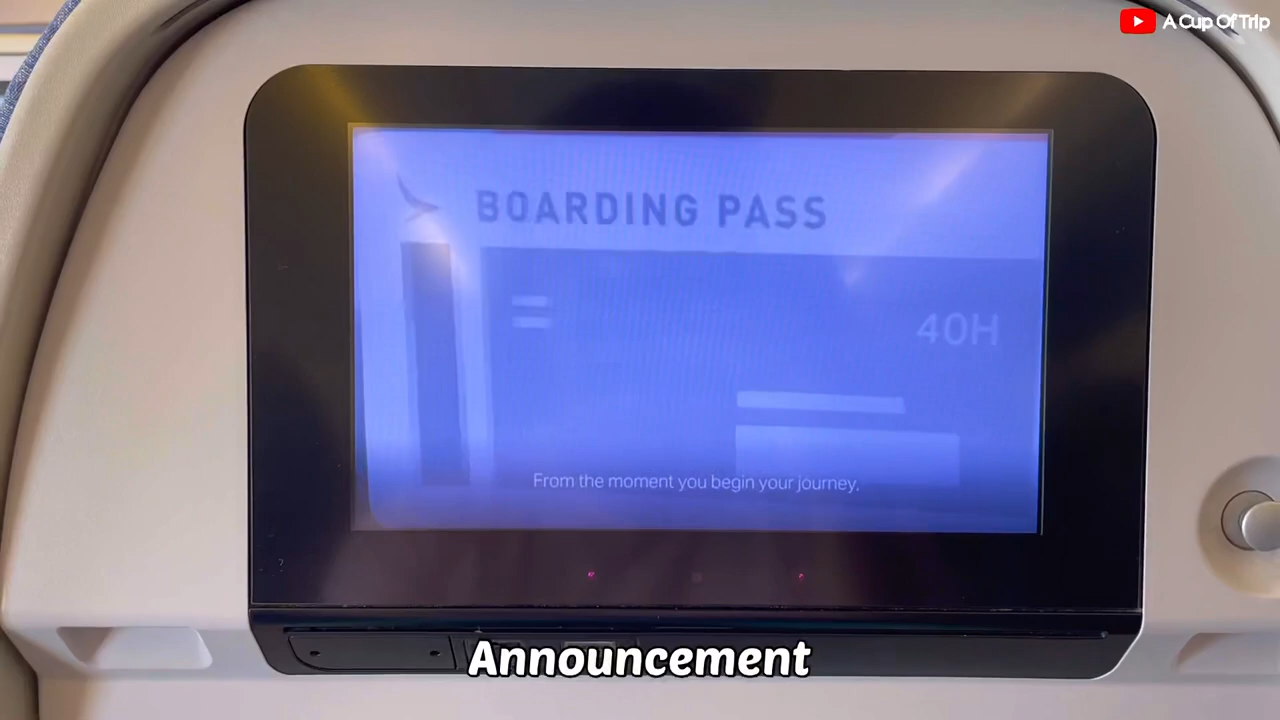 A Cup Of Trip
BOARDING PASS
40H
From the moment you begin your journey,
Announcement